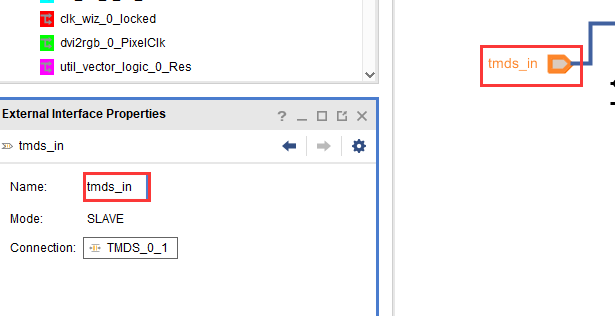 clk_wiz_0_locked
dvi2rgb_0_PixelClk
util_vector_logic_0_Res
tmds_in
External Interface Properties
tmds_in
Name: tmds_in
Mode: SLAVE
Connection: TMDS_0_1